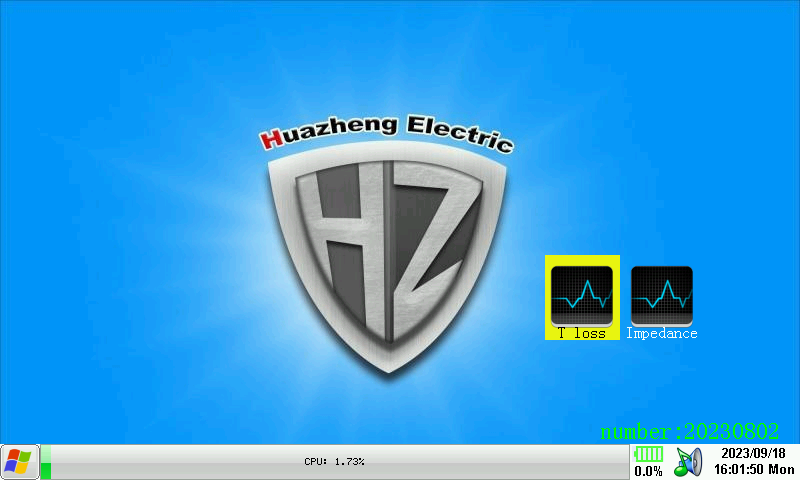 Huazheng Electric
HZ
T loss
Impedance
number:20230802
CPU: 1.73%
0.0%
2023/09/18
16:01:50 Mon